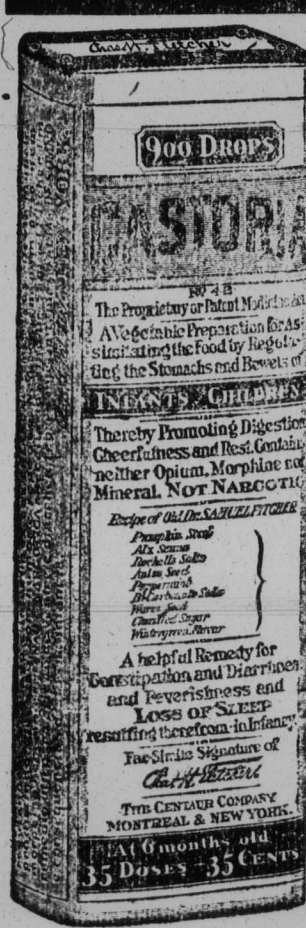 Chas. H. Fletcher
900 DROPS
CASTORIA
The Proprietary or Patent Medicine Act
A Vegetable Preparation for As-
similating the Food by Regula-
ting the Stomachs and Bowels of
INFANTS CHILDREN
Thereby Promoting Digestion
Cheerfulness and Rest. Contains
neither Opium, Morphine nor
Mineral. NOT NARCOTIC
Recipe of Old Dr. SAMUEL PITCHER
Pumpkin Seed
Alx Senna
Rochelle Salts
Anise Seed
Peppermint
Bi Carbonate Soda
Worm Seed
Clarified Sugar
Wintergreen Flavor
A helpful Remedy for
Constipation and Diarrhoea
and Feverishness and
LOSS OF SLEEP
resulting therefrom-in Infancy
Fac-Simile Signature of
Chas. H. Fletcher
THE CENTAUR COMPANY
MONTREAL & NEW YORK.
At 6 months old
35 DOSES - 35 CENTS